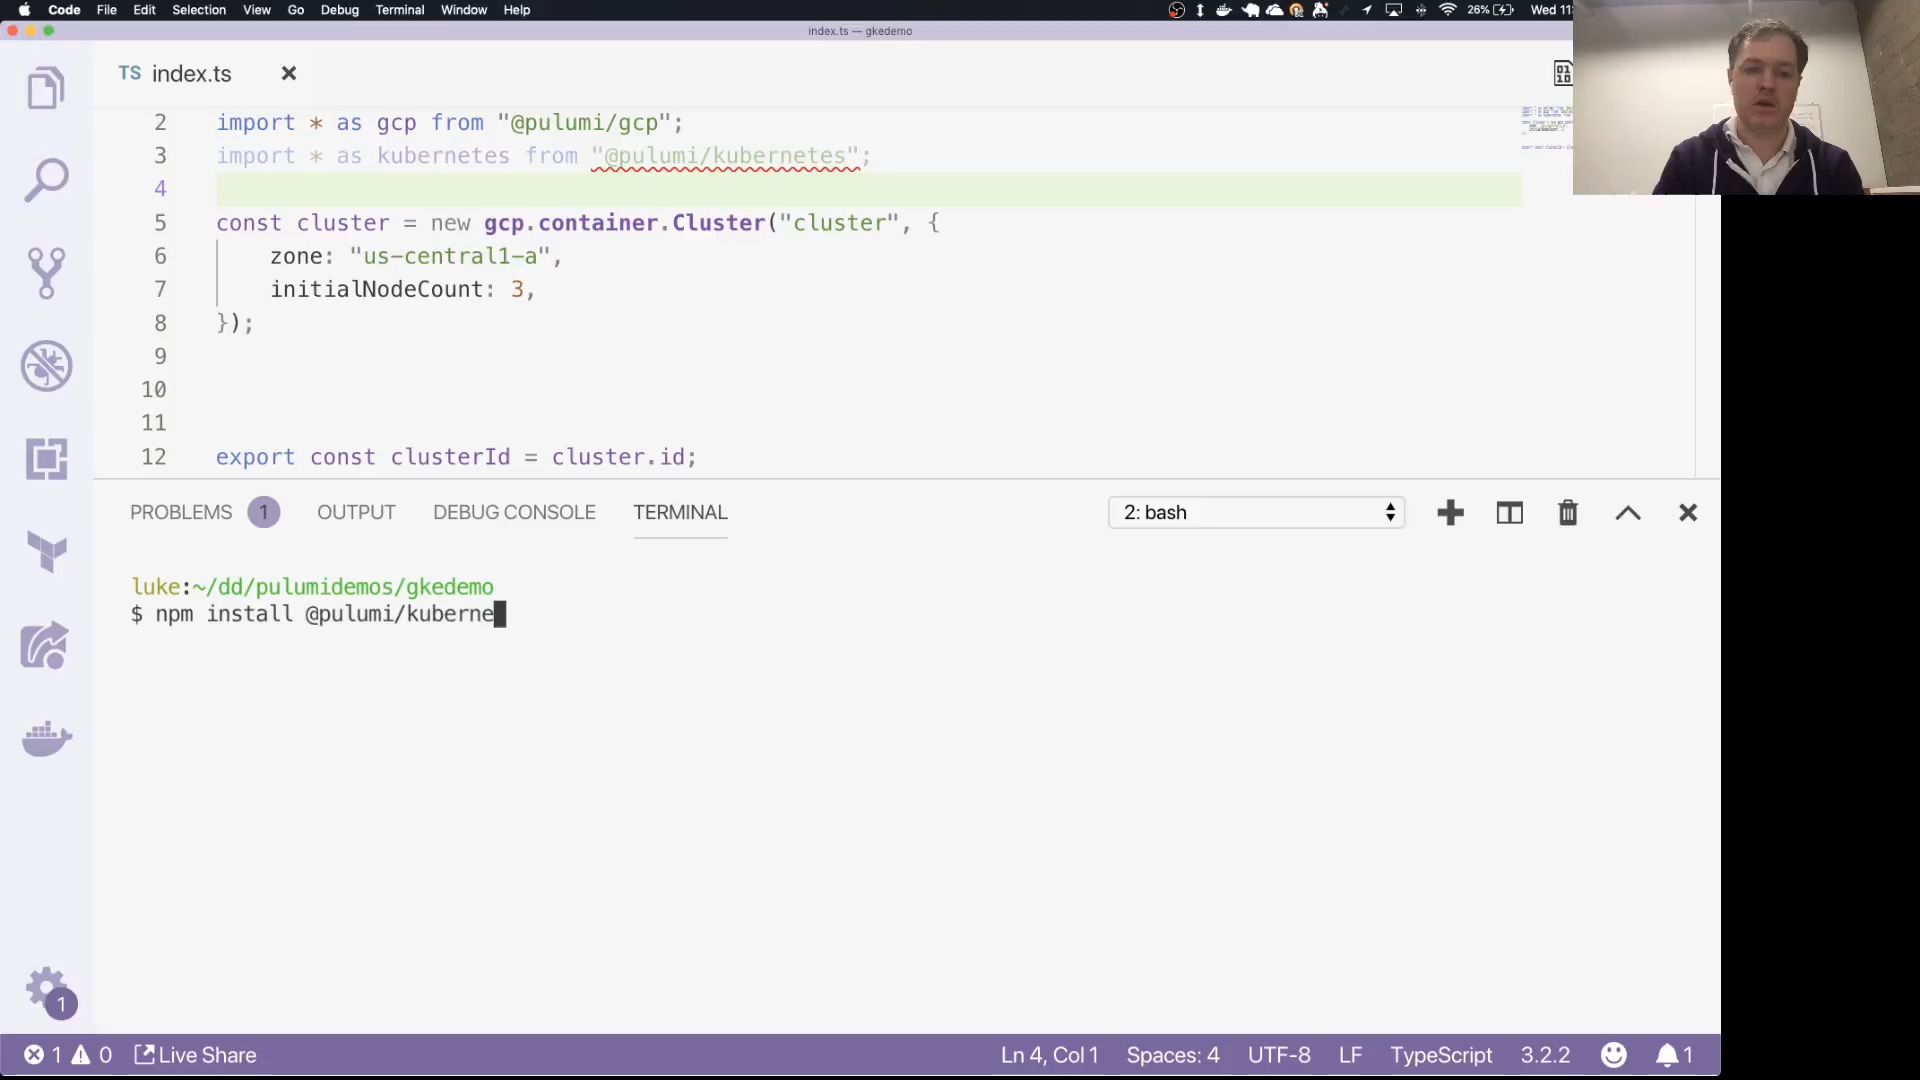 Code File Edit Selection View Go Debug Terminal Window Help 26% Wed 11
index.ts — gkedemo
TS index.ts
2 import * as gcp from "@pulumi/gcp";
3 import * as kubernetes from "@pulumi/kubernetes";
4
5 const cluster = new gcp.container.Cluster("cluster", {
6 zone: "us-central1-a",
7 initialNodeCount: 3,
8 });
9
10
11
12 export const clusterId = cluster.id;
PROBLEMS 1 OUTPUT DEBUG CONSOLE TERMINAL 2: bash
luke:~/dd/pulumidemos/gkedemo
$ npm install @pulumi/kuberne
1
1 0 Live Share Ln 4, Col 1 Spaces: 4 UTF-8 LF TypeScript 3.2.2 1